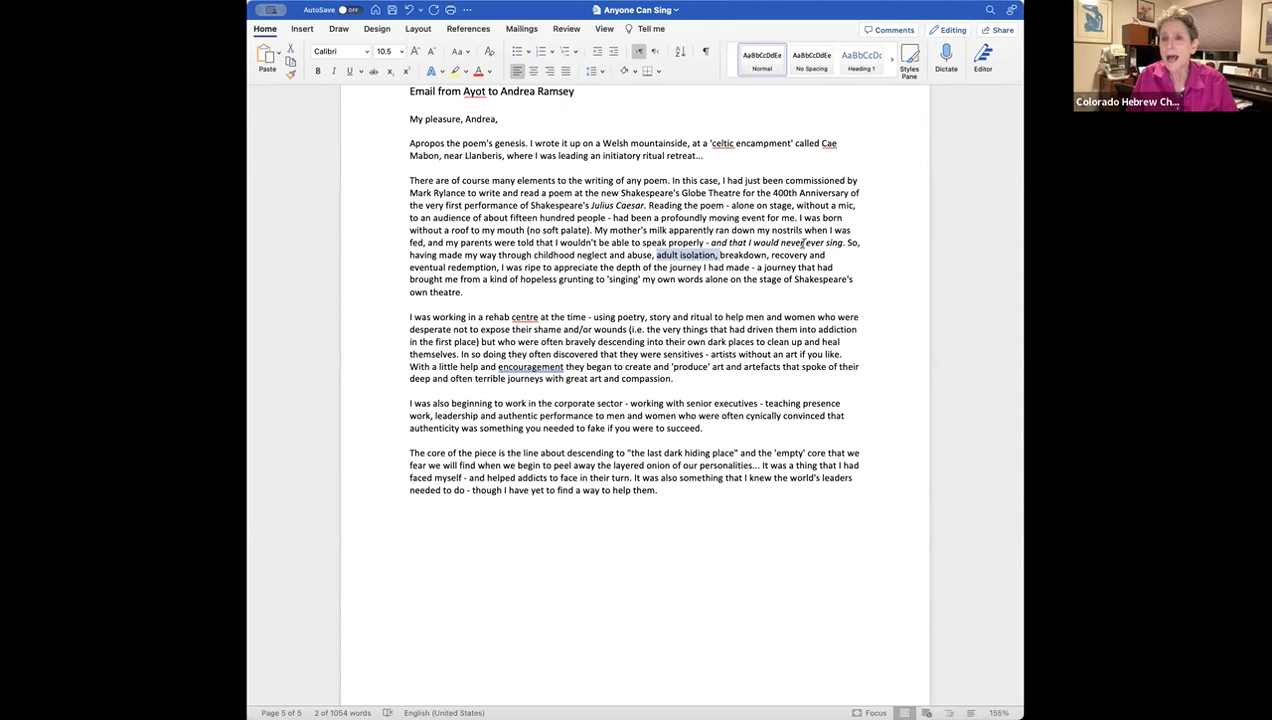 AutoSave OFF
Anyone Can Sing
Home Insert Draw Design Layout References Mailings Review View Tell me
Comments Editing Share
Paste
Calibri 10.5
AaBbCcDdEe AaBbCcDdEe AaBbCcDc
Normal No Spacing Heading 1
Styles Pane
Dictate
Editor
Colorado Hebrew Ch...
Email from Ayot to Andrea Ramsey
My pleasure, Andrea,
Apropos the poem's genesis. I wrote it up on a Welsh mountainside, at a 'celtic encampment' called Cae
Mabon, near Llanberis, where I was leading an initiatory ritual retreat...
There are of course many elements to the writing of any poem. In this case, I had just been commissioned by
Mark Rylance to write and read a poem at the new Shakespeare's Globe Theatre for the 400th Anniversary of
the very first performance of Shakespeare's Julius Caesar. Reading the poem - alone on stage, without a mic,
to an audience of about fifteen hundred people - had been a profoundly moving event for me. I was born
without a roof to my mouth (no soft palate). My mother's milk apparently ran down my nostrils when I was
fed, and my parents were told that I wouldn't be able to speak properly - and that I would never ever sing. So,
having made my way through childhood neglect and abuse, adult isolation, breakdown, recovery and
eventual redemption, I was ripe to appreciate the depth of the journey I had made - a journey that had
brought me from a kind of hopeless grunting to 'singing' my own words alone on the stage of Shakespeare's
own theatre.
I was working in a rehab centre at the time - using poetry, story and ritual to help men and women who were
desperate not to expose their shame and/or wounds (i.e. the very things that had driven them into addiction
in the first place) but who were often bravely descending into their own dark places to clean up and heal
themselves. In so doing they often discovered that they were sensitives - artists without an art if you like.
With a little help and encouragement they began to create and 'produce' art and artefacts that spoke of their
deep and often terrible journeys with great art and compassion.
I was also beginning to work in the corporate sector - working with senior executives - teaching presence
work, leadership and authentic performance to men and women who were often cynically convinced that
authenticity was something you needed to fake if you were to succeed.
The core of the piece is the line about descending to "the last dark hiding place" and the 'empty' core that we
fear we will find when we begin to peel away the layered onion of our personalities... It was a thing that I had
faced myself - and helped addicts to face in their turn. It was also something that I knew the world's leaders
needed to do - though I have yet to find a way to help them.
Page 5 of 5 2 of 1054 words English (United States) Focus 155%